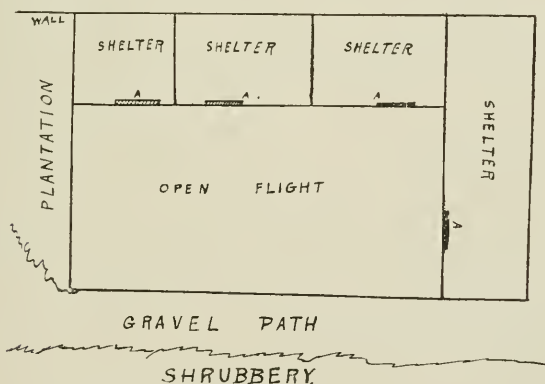 WALL
SHELTER SHELTER SHELTER
A A . A
PLANTATION
SHELTER
OPEN FLIGHT
A
GRAVEL PATH
SHRUBBERY.